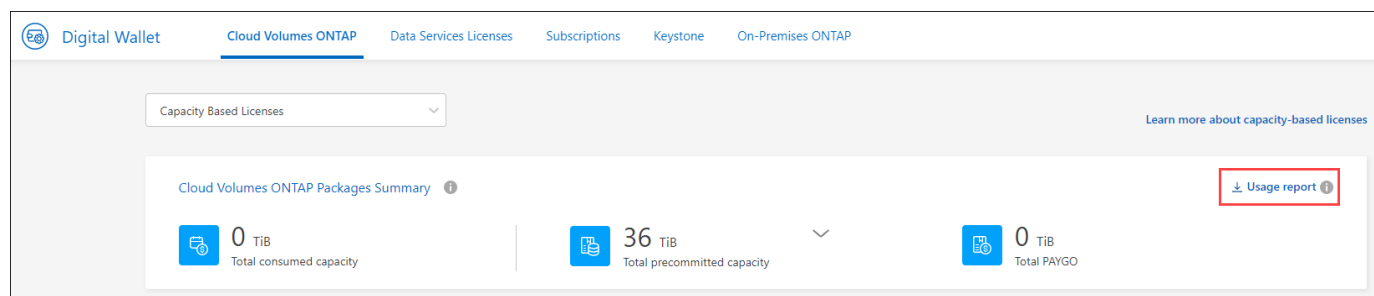 Digital Wallet
Cloud Volumes ONTAP
Data Services Licenses
Subscriptions
Keystone
On-Premises ONTAP
Capacity Based Licenses
Learn more about capacity-based licenses
Cloud Volumes ONTAP Packages Summary
Usage report
0 TiB
Total consumed capacity
36 TiB
Total precommitted capacity
0 TiB
Total PAYGO